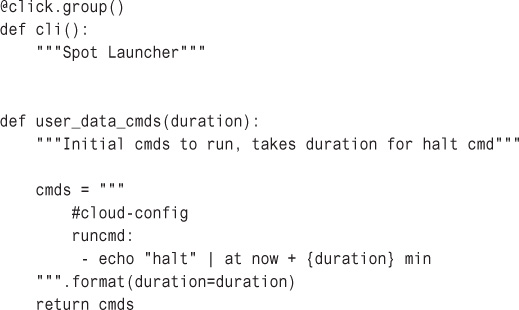 @click.group()
def cli():
    """Spot Launcher"""


def user_data_cmds(duration):
    """Initial cmds to run, takes duration for halt cmd"""

    cmds = """
        #cloud-config
        runcmd:
         - echo "halt" | at now + {duration} min
    """.format(duration=duration)
    return cmds